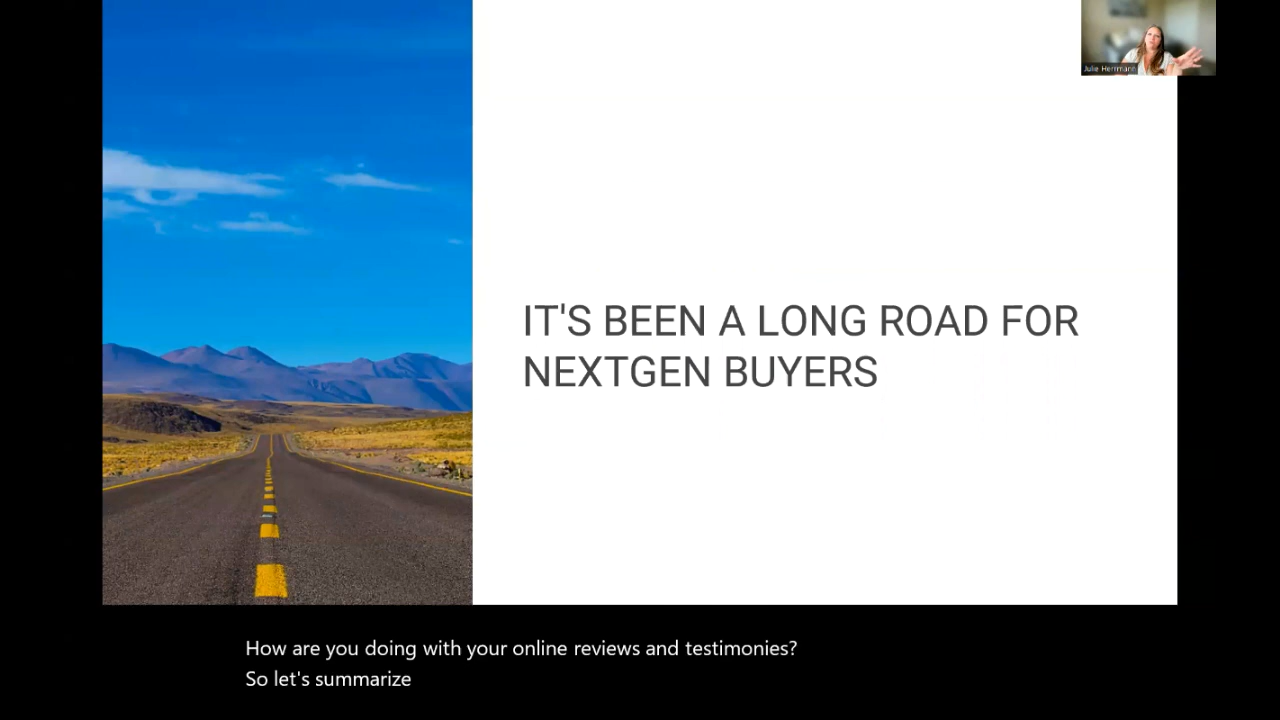 Julie Herrmann
IT'S BEEN A LONG ROAD FOR
NEXTGEN BUYERS
How are you doing with your online reviews and testimonies?
So let's summarize